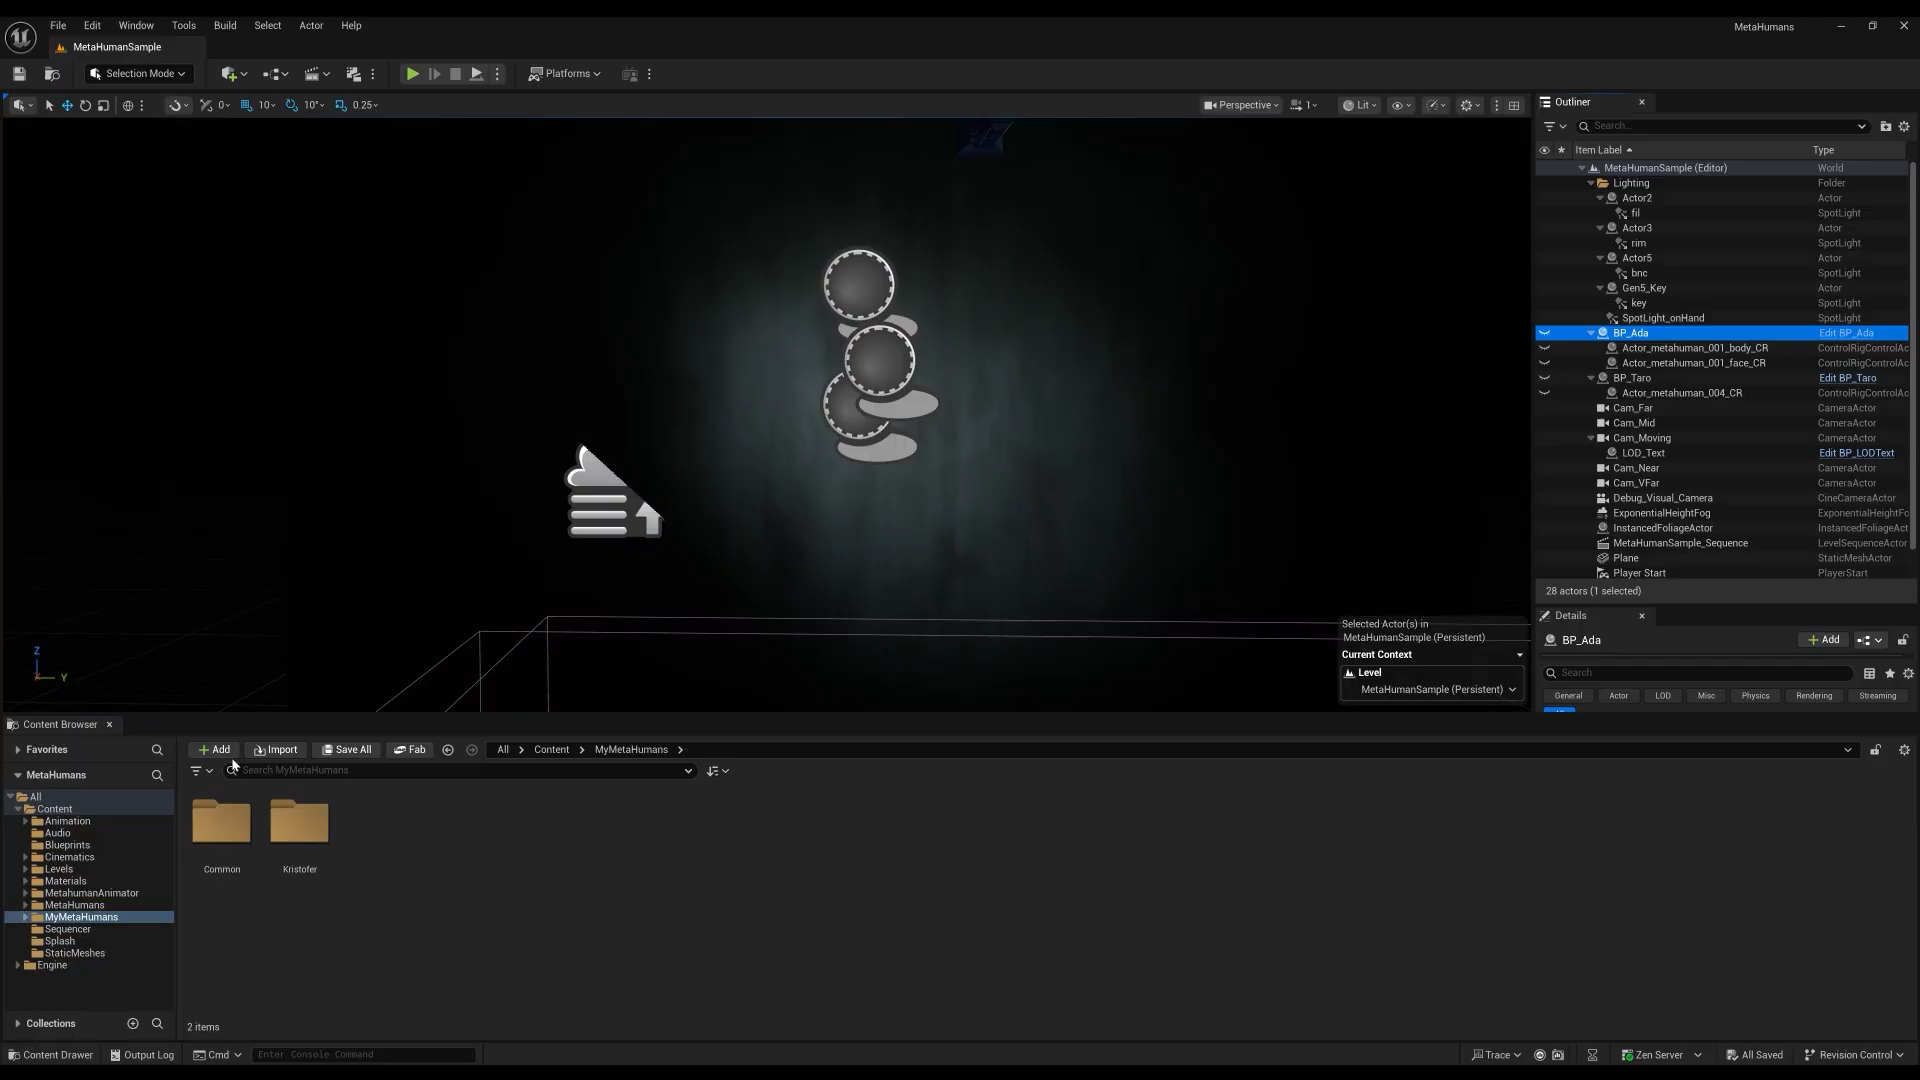 File Edit Window Tools Build Select Actor Help
MetaHumans
MetaHumanSample
Selection Mode
Platforms
0 10 10° 0.25
Perspective 1 Lit
Outliner
Search...
Item Label Type
MetaHumanSample (Editor) World
Lighting Folder
Actor2 Actor
fil SpotLight
Actor3 Actor
rim SpotLight
Actor5 Actor
bnc SpotLight
Gen5_Key Actor
key SpotLight
SpotLight_onHand SpotLight
BP_Ada Edit BP_Ada
Actor_metahuman_001_body_CR ControlRigControlAc
Actor_metahuman_001_face_CR ControlRigControlAc
BP_Taro Edit BP_Taro
Actor_metahuman_004_CR ControlRigControlAc
Cam_Far CameraActor
Cam_Mid CameraActor
Cam_Moving CameraActor
LOD_Text Edit BP_LODText
Cam_Near CameraActor
Cam_VFar CameraActor
Debug_Visual_Camera CineCameraActor
ExponentialHeightFog ExponentialHeightFo
InstancedFoliageActor InstancedFoliageAct
MetaHumanSample_Sequence LevelSequenceActor
Plane StaticMeshActor
Player Start PlayerStart
28 actors (1 selected)
Details
BP_Ada
Add
Search
General Actor LOD Misc Physics Rendering Streaming
Z
Y
Selected Actor(s) in
MetaHumanSample (Persistent)
Current Context
Level
MetaHumanSample (Persistent)
Content Browser
Favorites
MetaHumans
All
Content
Animation
Audio
Blueprints
Cinematics
Levels
Materials
MetahumanAnimator
MetaHumans
MyMetaHumans
Sequencer
Splash
StaticMeshes
Engine
Collections
Add Import Save All Fab All Content MyMetaHumans
Search MyMetaHumans
Common Kristofer
2 items
Content Drawer Output Log Cmd Enter Console Command
Trace Zen Server All Saved Revision Control